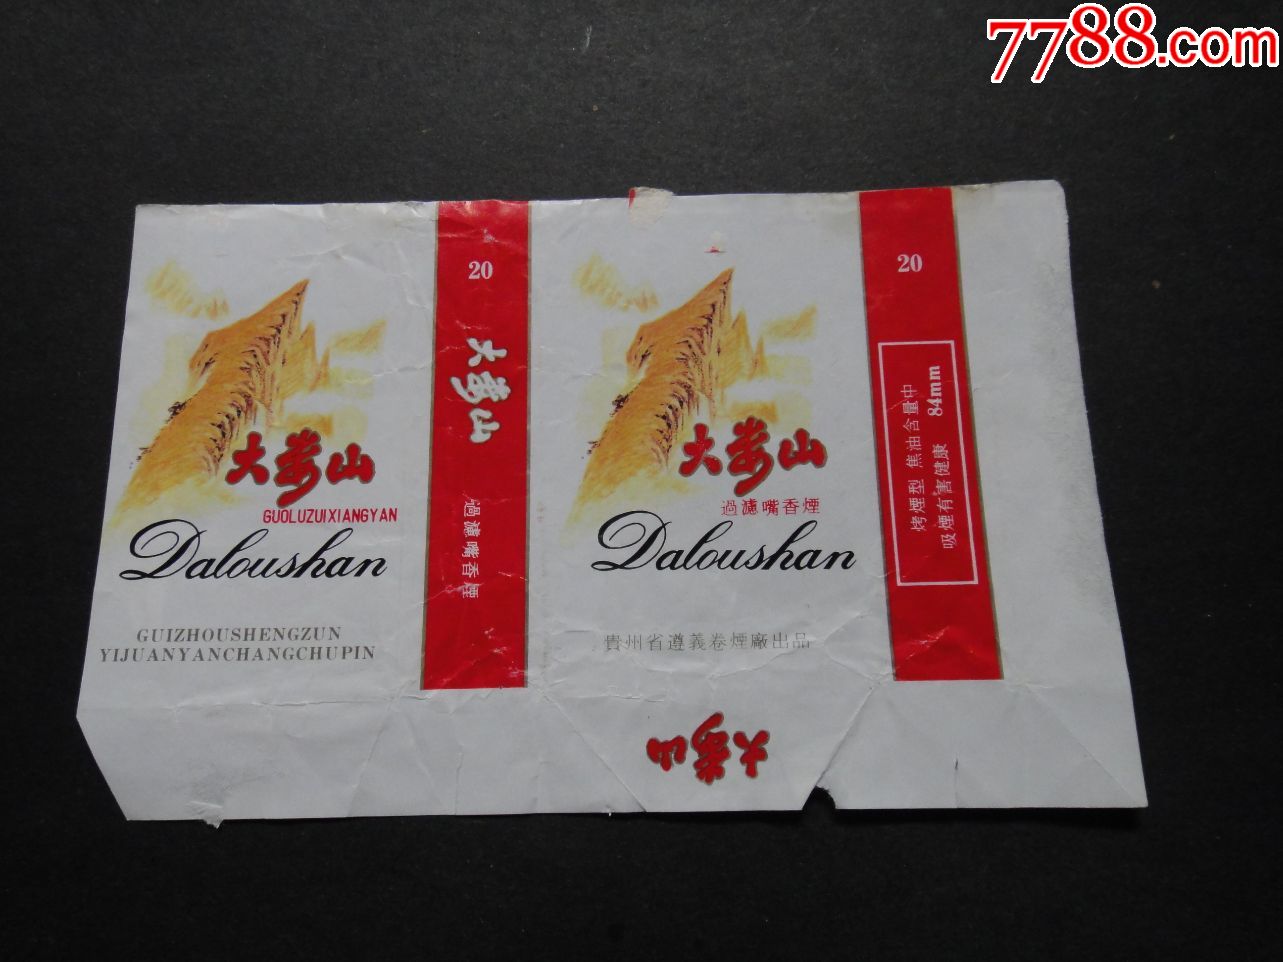 7788.com
大娄山
GUOLUZUIXIANGYAN
Daloushan
GUIZHOUSHENGZUN
YIJUANYANCHANGCHUPIN
20
大娄山
過濾嘴香煙
大娄山
過濾嘴香煙
Daloushan
貴州省遵義卷煙廠出品
大娄山
20
烤煙型 焦油含量中
吸煙有害健康 84mm